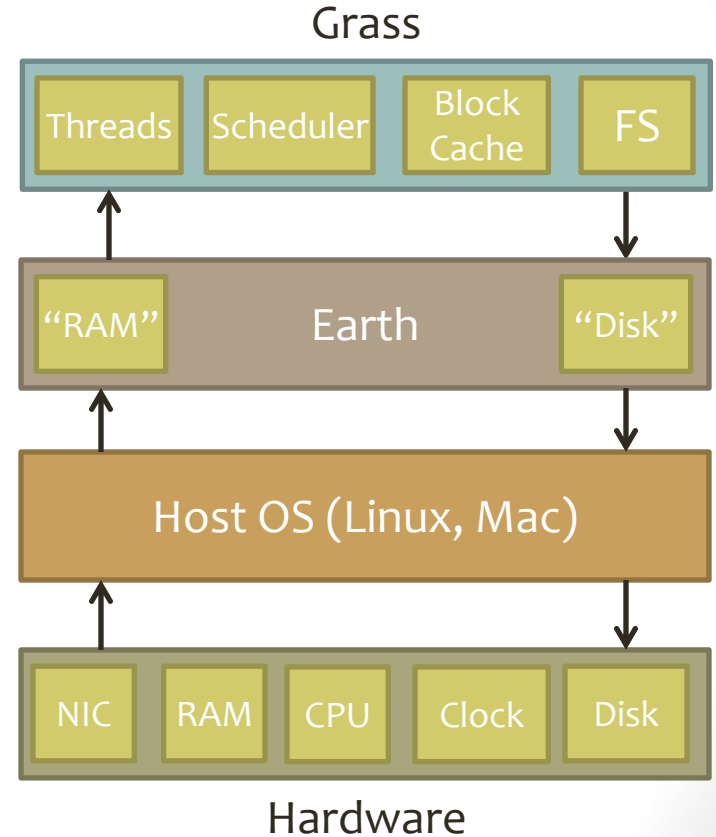 Grass
Threads
Scheduler
Block
Cache
FS
“RAM”
Earth
“Disk”
Host OS (Linux, Mac)
NIC
RAM
CPU
Clock
Disk
Hardware